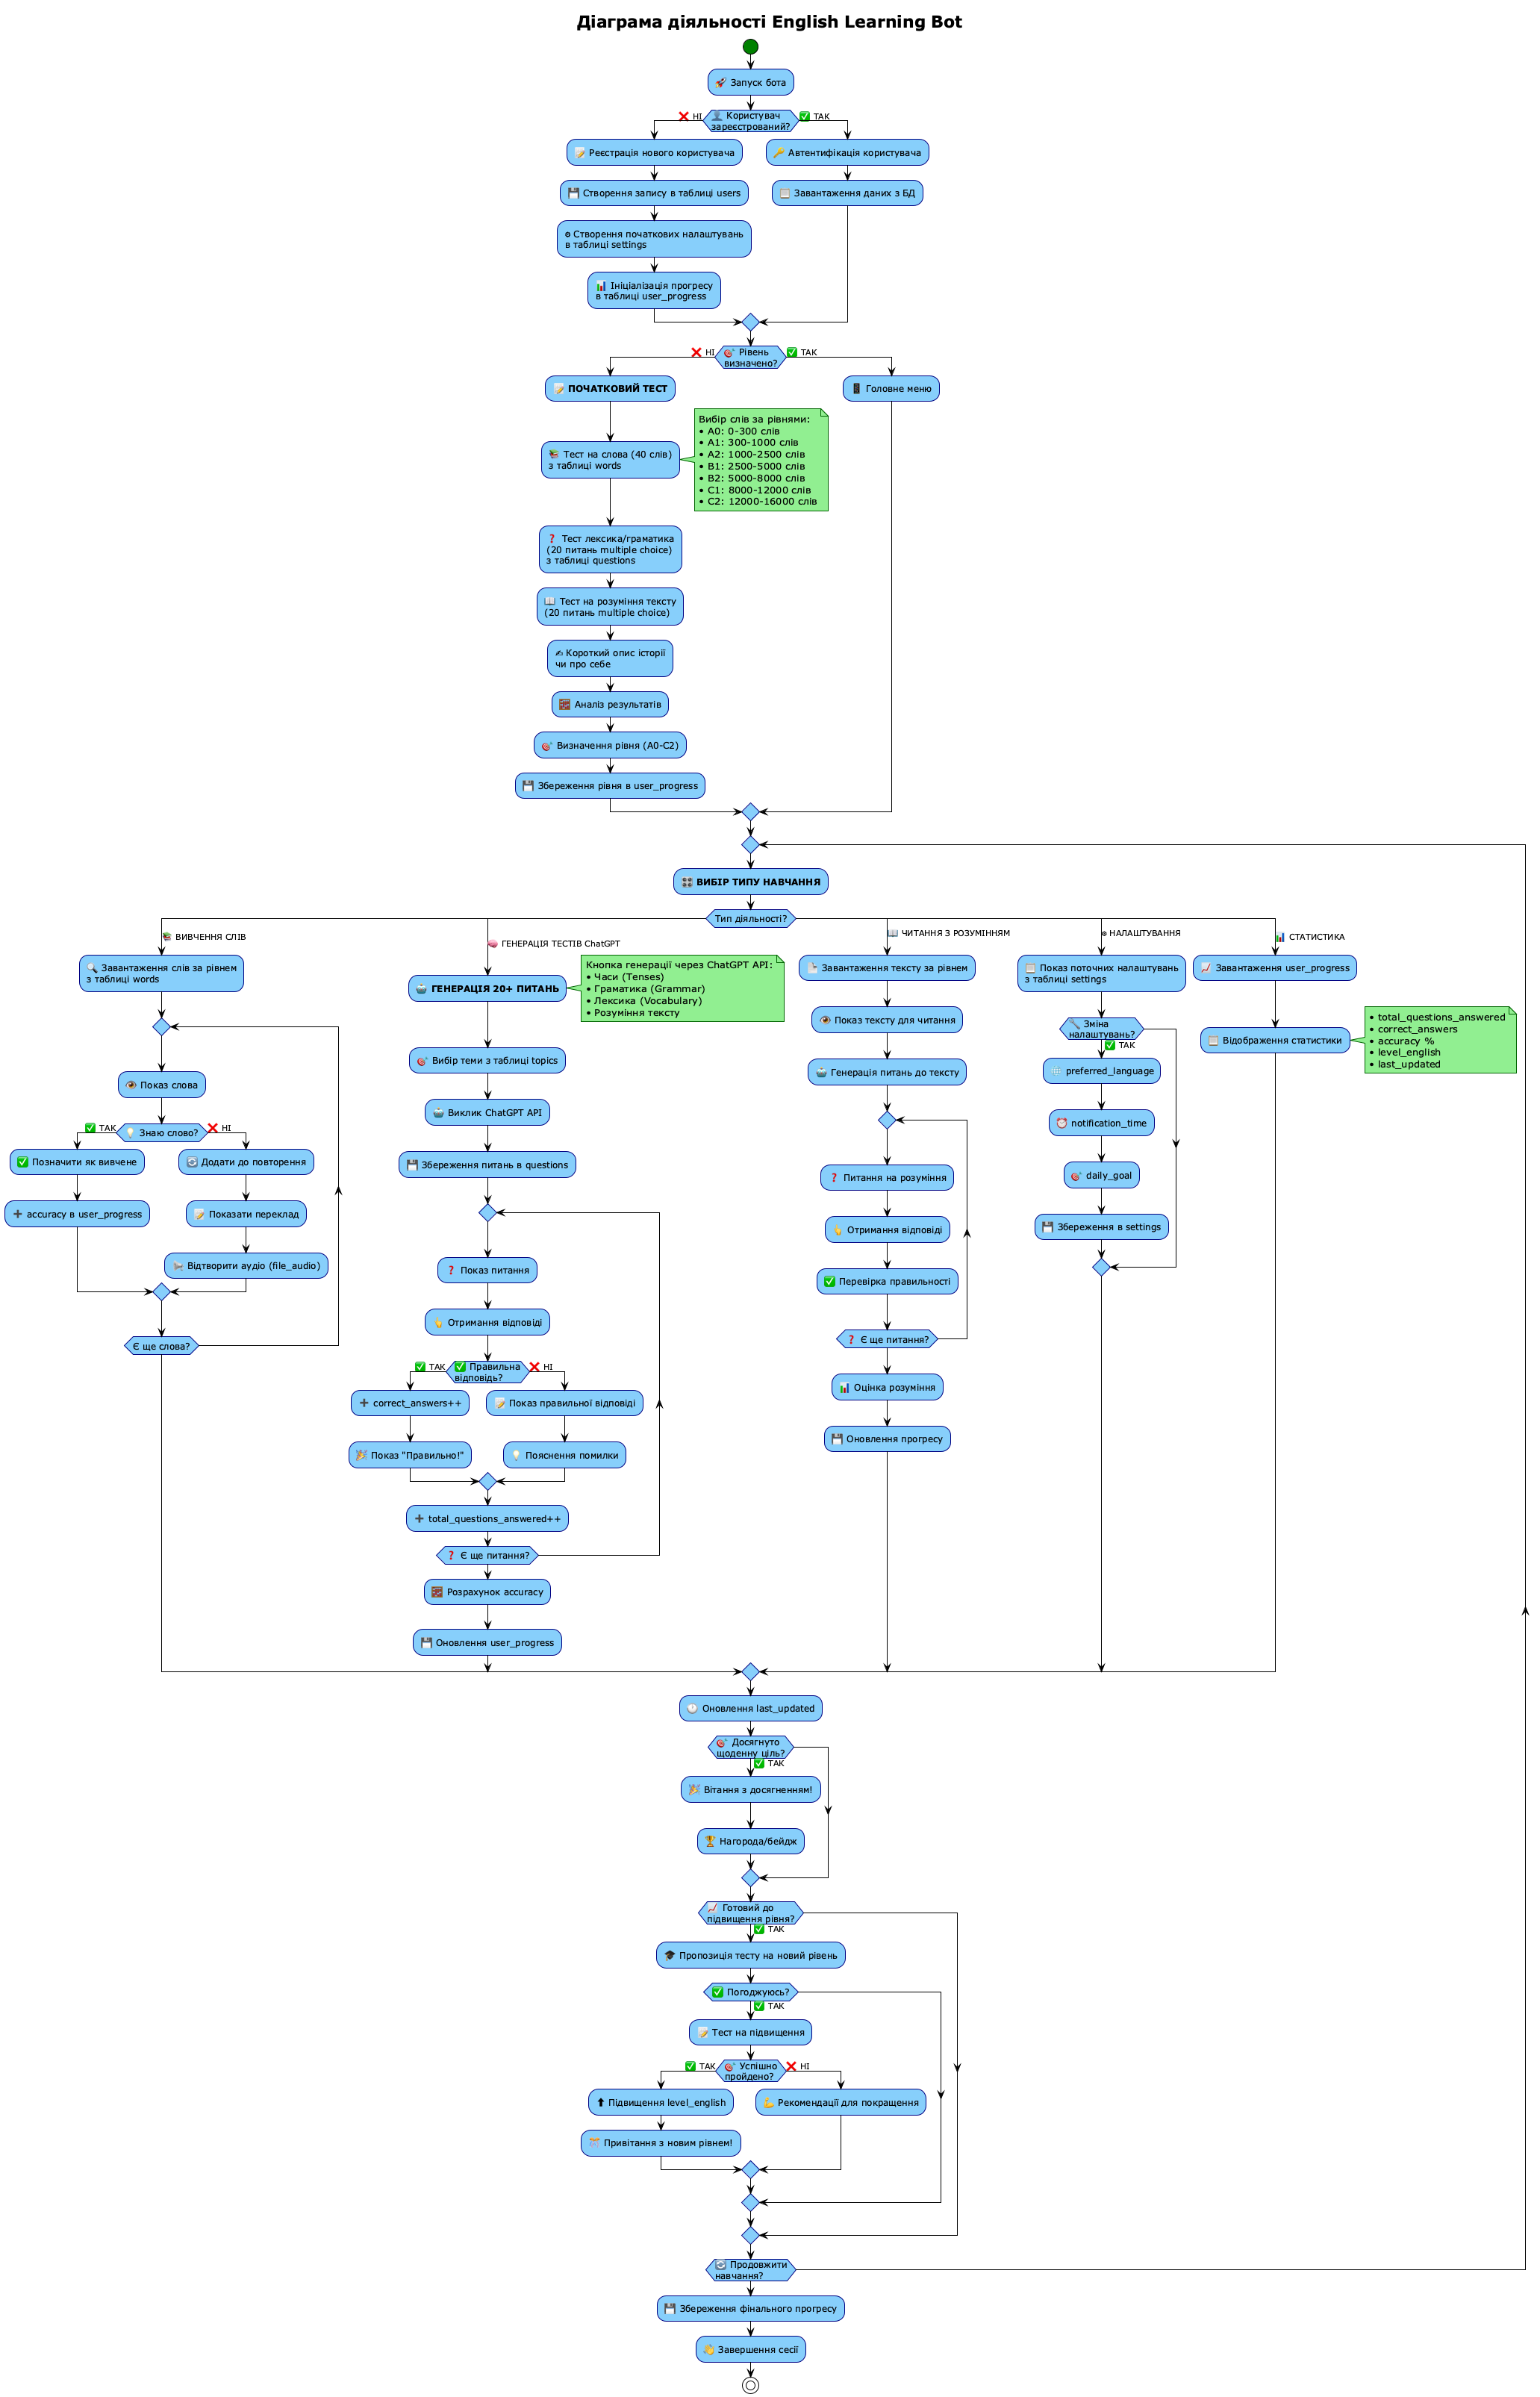 Діаграма діяльності English Learning Bot
🚀 Запуск бота
👤 Користувач
зареєстрований?
❌ НІ
✅ ТАК
📝 Реєстрація нового користувача
💾 Створення запису в таблиці users
⚙ Створення початкових налаштувань
в таблиці settings
📊 Ініціалізація прогресу
в таблиці user_progress
🔑 Автентифікація користувача
📋 Завантаження даних з БД
🎯 Рівень
визначено?
❌ НІ
✅ ТАК
📝 ПОЧАТКОВИЙ ТЕСТ
📚 Тест на слова (40 слів)
з таблиці words
Вибір слів за рівнями:
• A0: 0-300 слів
• A1: 300-1000 слів
• A2: 1000-2500 слів
• B1: 2500-5000 слів
• B2: 5000-8000 слів
• C1: 8000-12000 слів
• C2: 12000-16000 слів
❓ Тест лексика/граматика
(20 питань multiple choice)
з таблиці questions
📖 Тест на розуміння тексту
(20 питань multiple choice)
✍ Короткий опис історії
чи про себе
🧮 Аналіз результатів
🎯 Визначення рівня (A0-C2)
💾 Збереження рівня в user_progress
📱 Головне меню
🎛 ВИБІР ТИПУ НАВЧАННЯ
Тип діяльності?
📚 ВИВЧЕННЯ СЛІВ
🔍 Завантаження слів за рівнем
з таблиці words
👁 Показ слова
💡 Знаю слово?
✅ ТАК
❌ НІ
✅ Позначити як вивчене
➕ accuracy в user_progress
🔄 Додати до повторення
📝 Показати переклад
🔊 Відтворити аудіо (file_audio)
Є ще слова?
🧠 ГЕНЕРАЦІЯ ТЕСТІВ ChatGPT
🤖 ГЕНЕРАЦІЯ 20+ ПИТАНЬ
Кнопка генерації через ChatGPT API:
• Часи (Tenses)
• Граматика (Grammar)
• Лексика (Vocabulary)
• Розуміння тексту
🎯 Вибір теми з таблиці topics
🤖 Виклик ChatGPT API
💾 Збереження питань в questions
❓ Показ питання
👆 Отримання відповіді
✅ Правильна
відповідь?
✅ ТАК
❌ НІ
➕ correct_answers++
🎉 Показ "Правильно!"
📝 Показ правильної відповіді
💡 Пояснення помилки
➕ total_questions_answered++
❓ Є ще питання?
🧮 Розрахунок accuracy
💾 Оновлення user_progress
📖 ЧИТАННЯ З РОЗУМІННЯМ
📄 Завантаження тексту за рівнем
👁 Показ тексту для читання
🤖 Генерація питань до тексту
❓ Питання на розуміння
👆 Отримання відповіді
✅ Перевірка правильності
❓ Є ще питання?
📊 Оцінка розуміння
💾 Оновлення прогресу
⚙ НАЛАШТУВАННЯ
📋 Показ поточних налаштувань
з таблиці settings
🔧 Зміна
налаштувань?
✅ ТАК
🌐 preferred_language
⏰ notification_time
🎯 daily_goal
💾 Збереження в settings
📊 СТАТИСТИКА
📈 Завантаження user_progress
📋 Відображення статистики
• total_questions_answered
• correct_answers
• accuracy %
• level_english
• last_updated
🕐 Оновлення last_updated
🎯 Досягнуто
щоденну ціль?
✅ ТАК
🎉 Вітання з досягненням!
🏆 Нагорода/бейдж
📈 Готовий до
підвищення рівня?
✅ ТАК
🎓 Пропозиція тесту на новий рівень
✅ Погоджуюсь?
✅ ТАК
📝 Тест на підвищення
🎯 Успішно
пройдено?
✅ ТАК
❌ НІ
⬆ Підвищення level_english
🎊 Привітання з новим рівнем!
💪 Рекомендації для покращення
🔄 Продовжити
навчання?
💾 Збереження фінального прогресу
👋 Завершення сесії